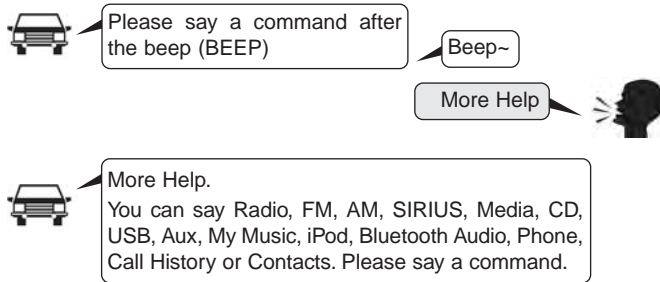 Please say a command after
the beep (BEEP)
Beep~
More Help
More Help.
You can say Radio, FM, AM, SIRIUS, Media, CD,
USB, Aux, My Music, iPod, Bluetooth Audio, Phone,
Call History or Contacts. Please say a command.